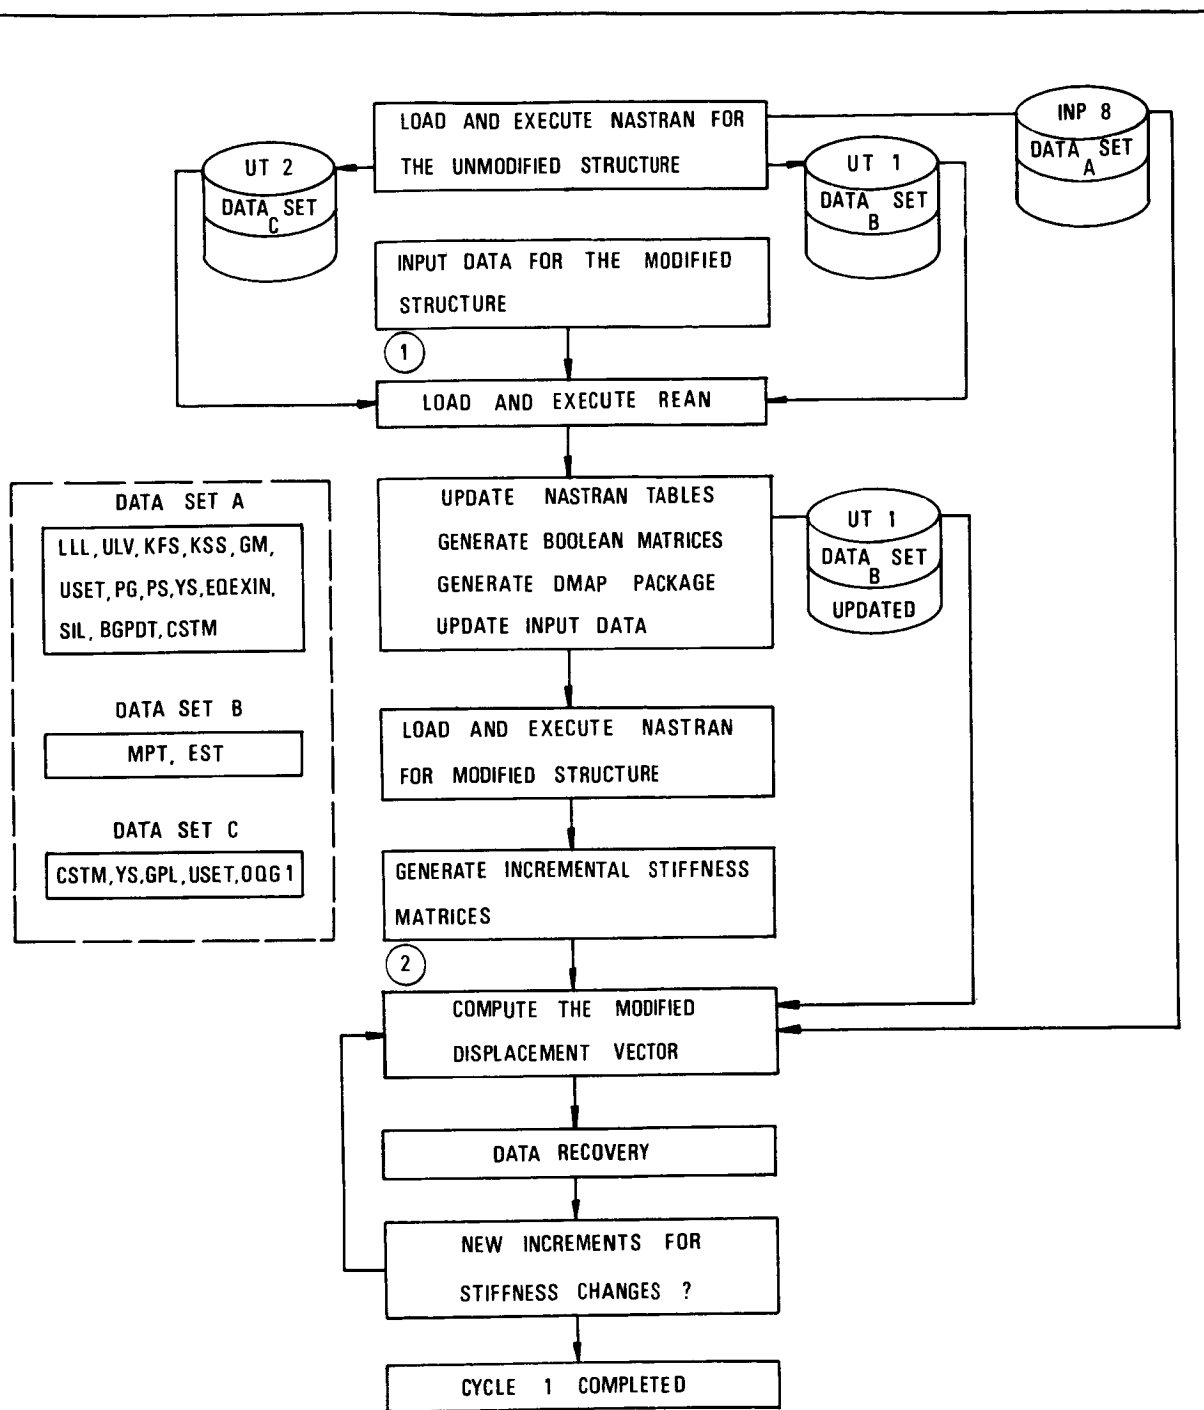 LOAD AND EXECUTE NASTRAN FOR
THE UNMODIFIED STRUCTURE
INP 8
DATA SET
A
UT 2
DATA SET
C
UT 1
DATA SET
B
INPUT DATA FOR THE MODIFIED
STRUCTURE
1
LOAD AND EXECUTE REAN
UPDATE NASTRAN TABLES
GENERATE BOOLEAN MATRICES
GENERATE DMAP PACKAGE
UPDATE INPUT DATA
UT 1
DATA SET
B
UPDATED
DATA SET A
LLL, ULV, KFS, KSS, GM,
USET, PG, PS, YS, EQEXIN,
SIL, BGPDT, CSTM
DATA SET B
MPT, EST
DATA SET C
CSTM, YS, GPL, USET, OQG1
LOAD AND EXECUTE NASTRAN
FOR MODIFIED STRUCTURE
GENERATE INCREMENTAL STIFFNESS
MATRICES
2
COMPUTE THE MODIFIED
DISPLACEMENT VECTOR
DATA RECOVERY
NEW INCREMENTS FOR
STIFFNESS CHANGES ?
CYCLE 1 COMPLETED